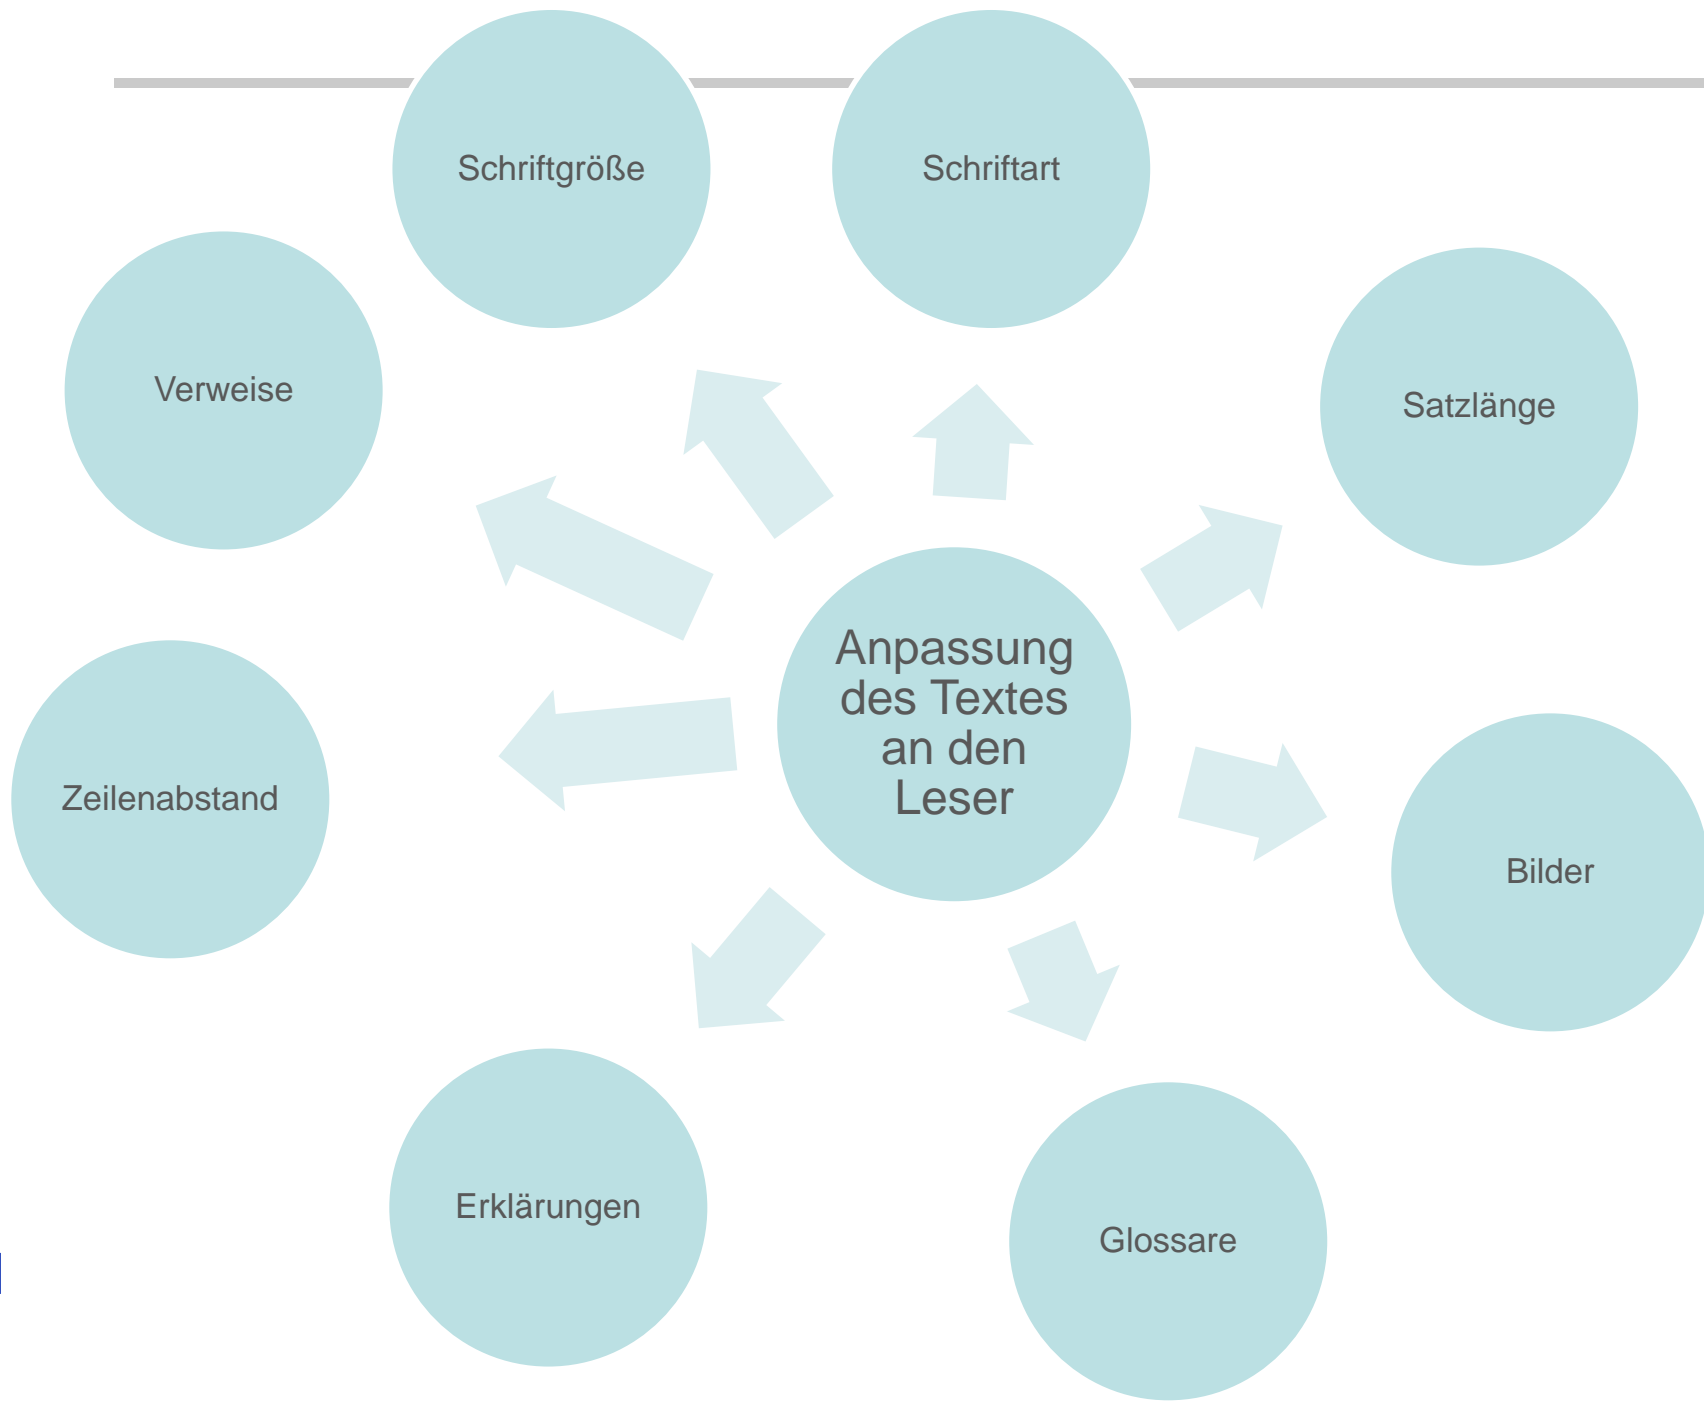 Schriftgröße
Schriftart
Verweise
Satzlänge
Anpassung
des Textes
an den
Leser
Zeilenabstand
Bilder
Erklärungen
Glossare